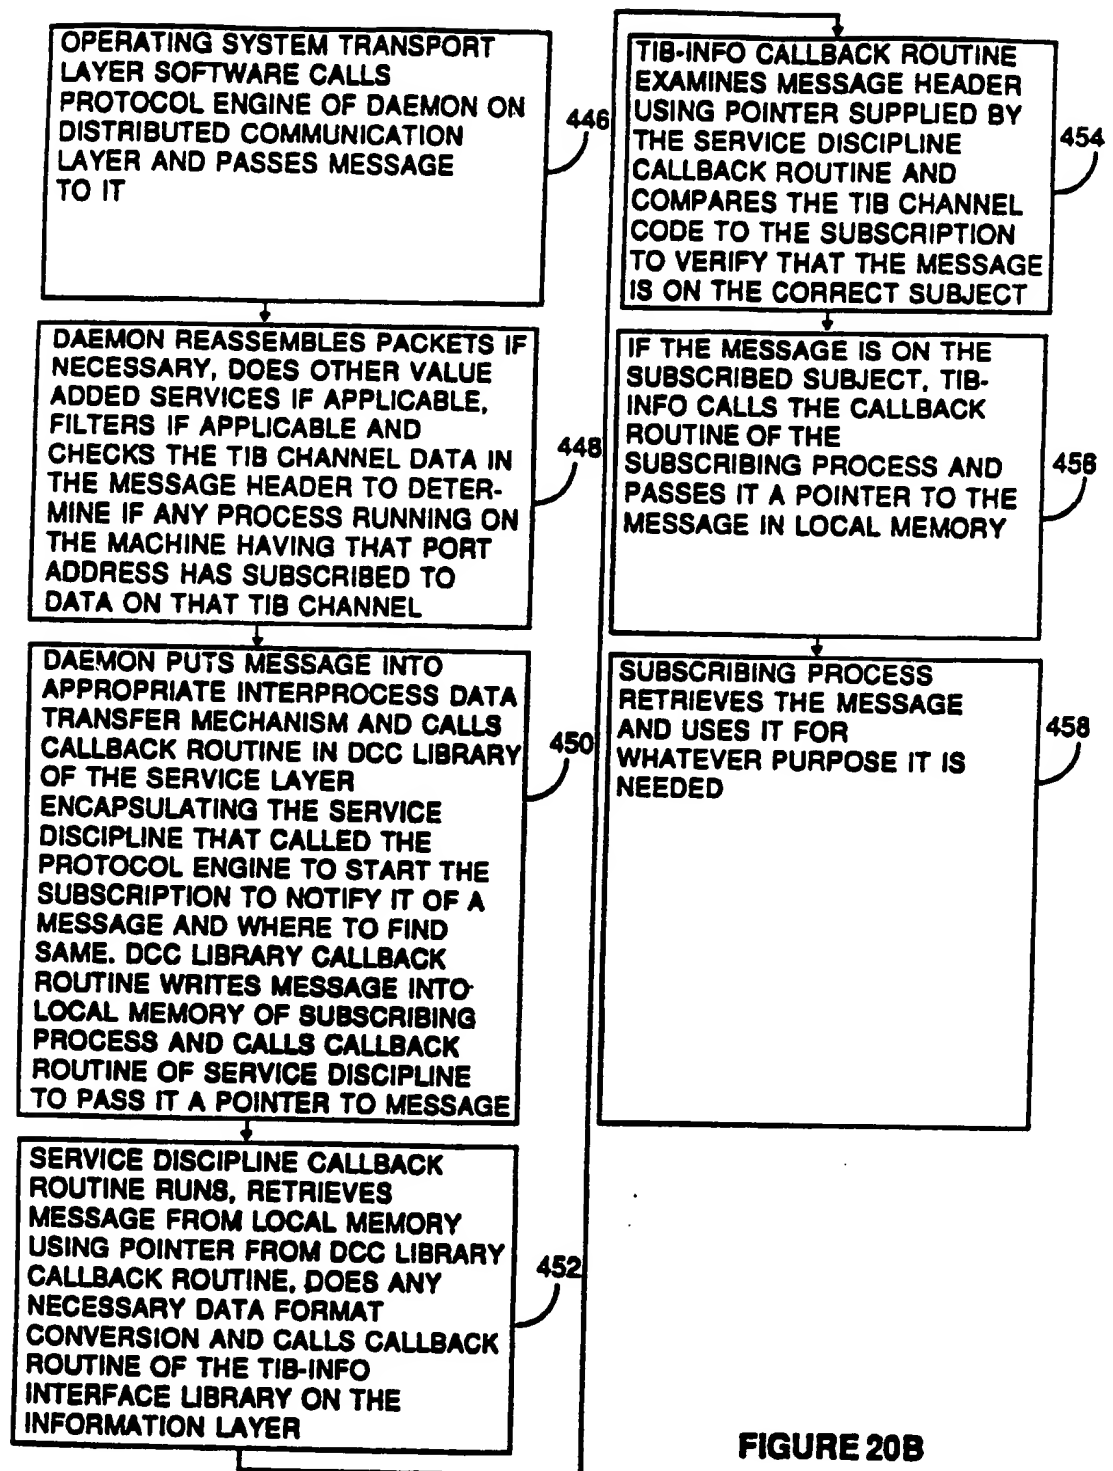 OPERATING SYSTEM TRANSPORT
LAYER SOFTWARE CALLS
PROTOCOL ENGINE OF DAEMON ON
DISTRIBUTED COMMUNICATION
LAYER AND PASSES MESSAGE
TO IT
446
DAEMON REASSEMBLES PACKETS IF
NECESSARY, DOES OTHER VALUE
ADDED SERVICES IF APPLICABLE,
FILTERS IF APPLICABLE AND
CHECKS THE TIB CHANNEL DATA IN
THE MESSAGE HEADER TO DETER-
MINE IF ANY PROCESS RUNNING ON
THE MACHINE HAVING THAT PORT
ADDRESS HAS SUBSCRIBED TO
DATA ON THAT TIB CHANNEL
448
DAEMON PUTS MESSAGE INTO
APPROPRIATE INTERPROCESS DATA
TRANSFER MECHANISM AND CALLS
CALLBACK ROUTINE IN DCC LIBRARY
OF THE SERVICE LAYER
ENCAPSULATING THE SERVICE
DISCIPLINE THAT CALLED THE
PROTOCOL ENGINE TO START THE
SUBSCRIPTION TO NOTIFY IT OF A
MESSAGE AND WHERE TO FIND
SAME. DCC LIBRARY CALLBACK
ROUTINE WRITES MESSAGE INTO
LOCAL MEMORY OF SUBSCRIBING
PROCESS AND CALLS CALLBACK
ROUTINE OF SERVICE DISCIPLINE
TO PASS IT A POINTER TO MESSAGE
450
SERVICE DISCIPLINE CALLBACK
ROUTINE RUNS, RETRIEVES
MESSAGE FROM LOCAL MEMORY
USING POINTER FROM DCC LIBRARY
CALLBACK ROUTINE, DOES ANY
NECESSARY DATA FORMAT
CONVERSION AND CALLS CALLBACK
ROUTINE OF THE TIB-INFO
INTERFACE LIBRARY ON THE
INFORMATION LAYER
452
TIB-INFO CALLBACK ROUTINE
EXAMINES MESSAGE HEADER
USING POINTER SUPPLIED BY
THE SERVICE DISCIPLINE
CALLBACK ROUTINE AND
COMPARES THE TIB CHANNEL
CODE TO THE SUBSCRIPTION
TO VERIFY THAT THE MESSAGE
IS ON THE CORRECT SUBJECT
454
IF THE MESSAGE IS ON THE
SUBSCRIBED SUBJECT, TIB-
INFO CALLS THE CALLBACK
ROUTINE OF THE
SUBSCRIBING PROCESS AND
PASSES IT A POINTER TO THE
MESSAGE IN LOCAL MEMORY
456
SUBSCRIBING PROCESS
RETRIEVES THE MESSAGE
AND USES IT FOR
WHATEVER PURPOSE IT IS
NEEDED
458
FIGURE 20B